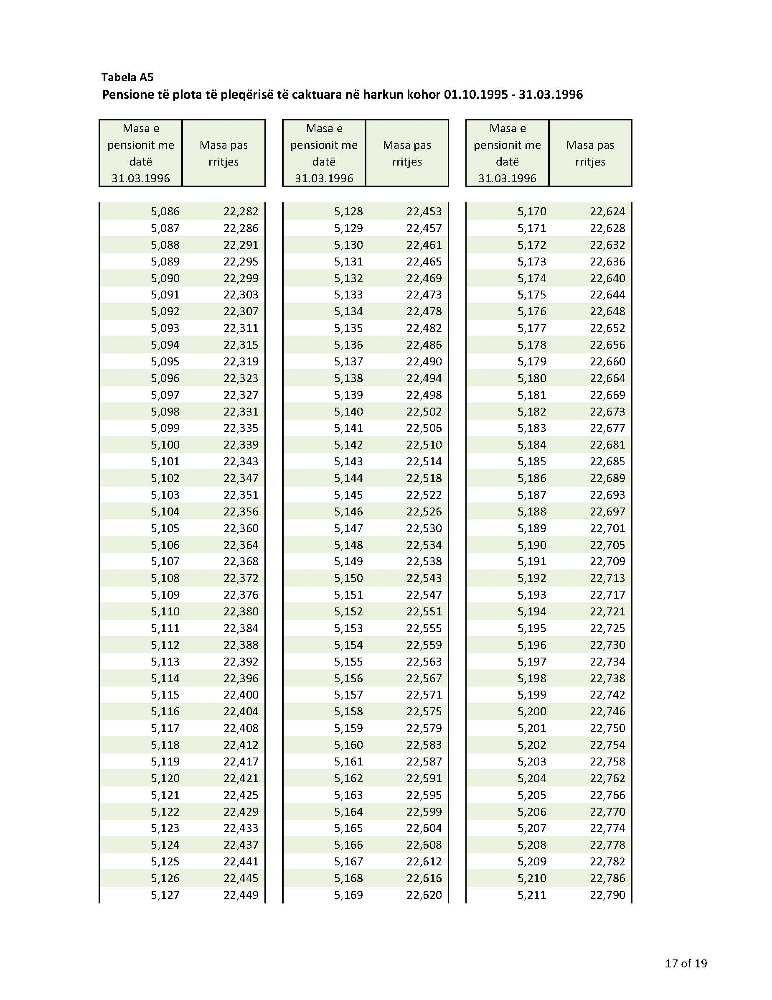 Tabela A5
Pensione të plota të pleqërisë të caktuara në harkun kohor 01.10.1995 - 31.03.1996
Masa e pensionit me datë 31.03.1996 Masa pas rritjes Masa e pensionit me datë 31.03.1996 Masa pas rritjes Masa e pensionit me datë 31.03.1996 Masa pas rritjes
5,086 22,282 5,128 22,453 5,170 22,624
5,087 22,286 5,129 22,457 5,171 22,628
5,088 22,291 5,130 22,461 5,172 22,632
5,089 22,295 5,131 22,465 5,173 22,636
5,090 22,299 5,132 22,469 5,174 22,640
5,091 22,303 5,133 22,473 5,175 22,644
5,092 22,307 5,134 22,478 5,176 22,648
5,093 22,311 5,135 22,482 5,177 22,652
5,094 22,315 5,136 22,486 5,178 22,656
5,095 22,319 5,137 22,490 5,179 22,660
5,096 22,323 5,138 22,494 5,180 22,664
5,097 22,327 5,139 22,498 5,181 22,669
5,098 22,331 5,140 22,502 5,182 22,673
5,099 22,335 5,141 22,506 5,183 22,677
5,100 22,339 5,142 22,510 5,184 22,681
5,101 22,343 5,143 22,514 5,185 22,685
5,102 22,347 5,144 22,518 5,186 22,689
5,103 22,351 5,145 22,522 5,187 22,693
5,104 22,356 5,146 22,526 5,188 22,697
5,105 22,360 5,147 22,530 5,189 22,701
5,106 22,364 5,148 22,534 5,190 22,705
5,107 22,368 5,149 22,538 5,191 22,709
5,108 22,372 5,150 22,543 5,192 22,713
5,109 22,376 5,151 22,547 5,193 22,717
5,110 22,380 5,152 22,551 5,194 22,721
5,111 22,384 5,153 22,555 5,195 22,725
5,112 22,388 5,154 22,559 5,196 22,730
5,113 22,392 5,155 22,563 5,197 22,734
5,114 22,396 5,156 22,567 5,198 22,738
5,115 22,400 5,157 22,571 5,199 22,742
5,116 22,404 5,158 22,575 5,200 22,746
5,117 22,408 5,159 22,579 5,201 22,750
5,118 22,412 5,160 22,583 5,202 22,754
5,119 22,417 5,161 22,587 5,203 22,758
5,120 22,421 5,162 22,591 5,204 22,762
5,121 22,425 5,163 22,595 5,205 22,766
5,122 22,429 5,164 22,599 5,206 22,770
5,123 22,433 5,165 22,604 5,207 22,774
5,124 22,437 5,166 22,608 5,208 22,778
5,125 22,441 5,167 22,612 5,209 22,782
5,126 22,445 5,168 22,616 5,210 22,786
5,127 22,449 5,169 22,620 5,211 22,790
17 of 19